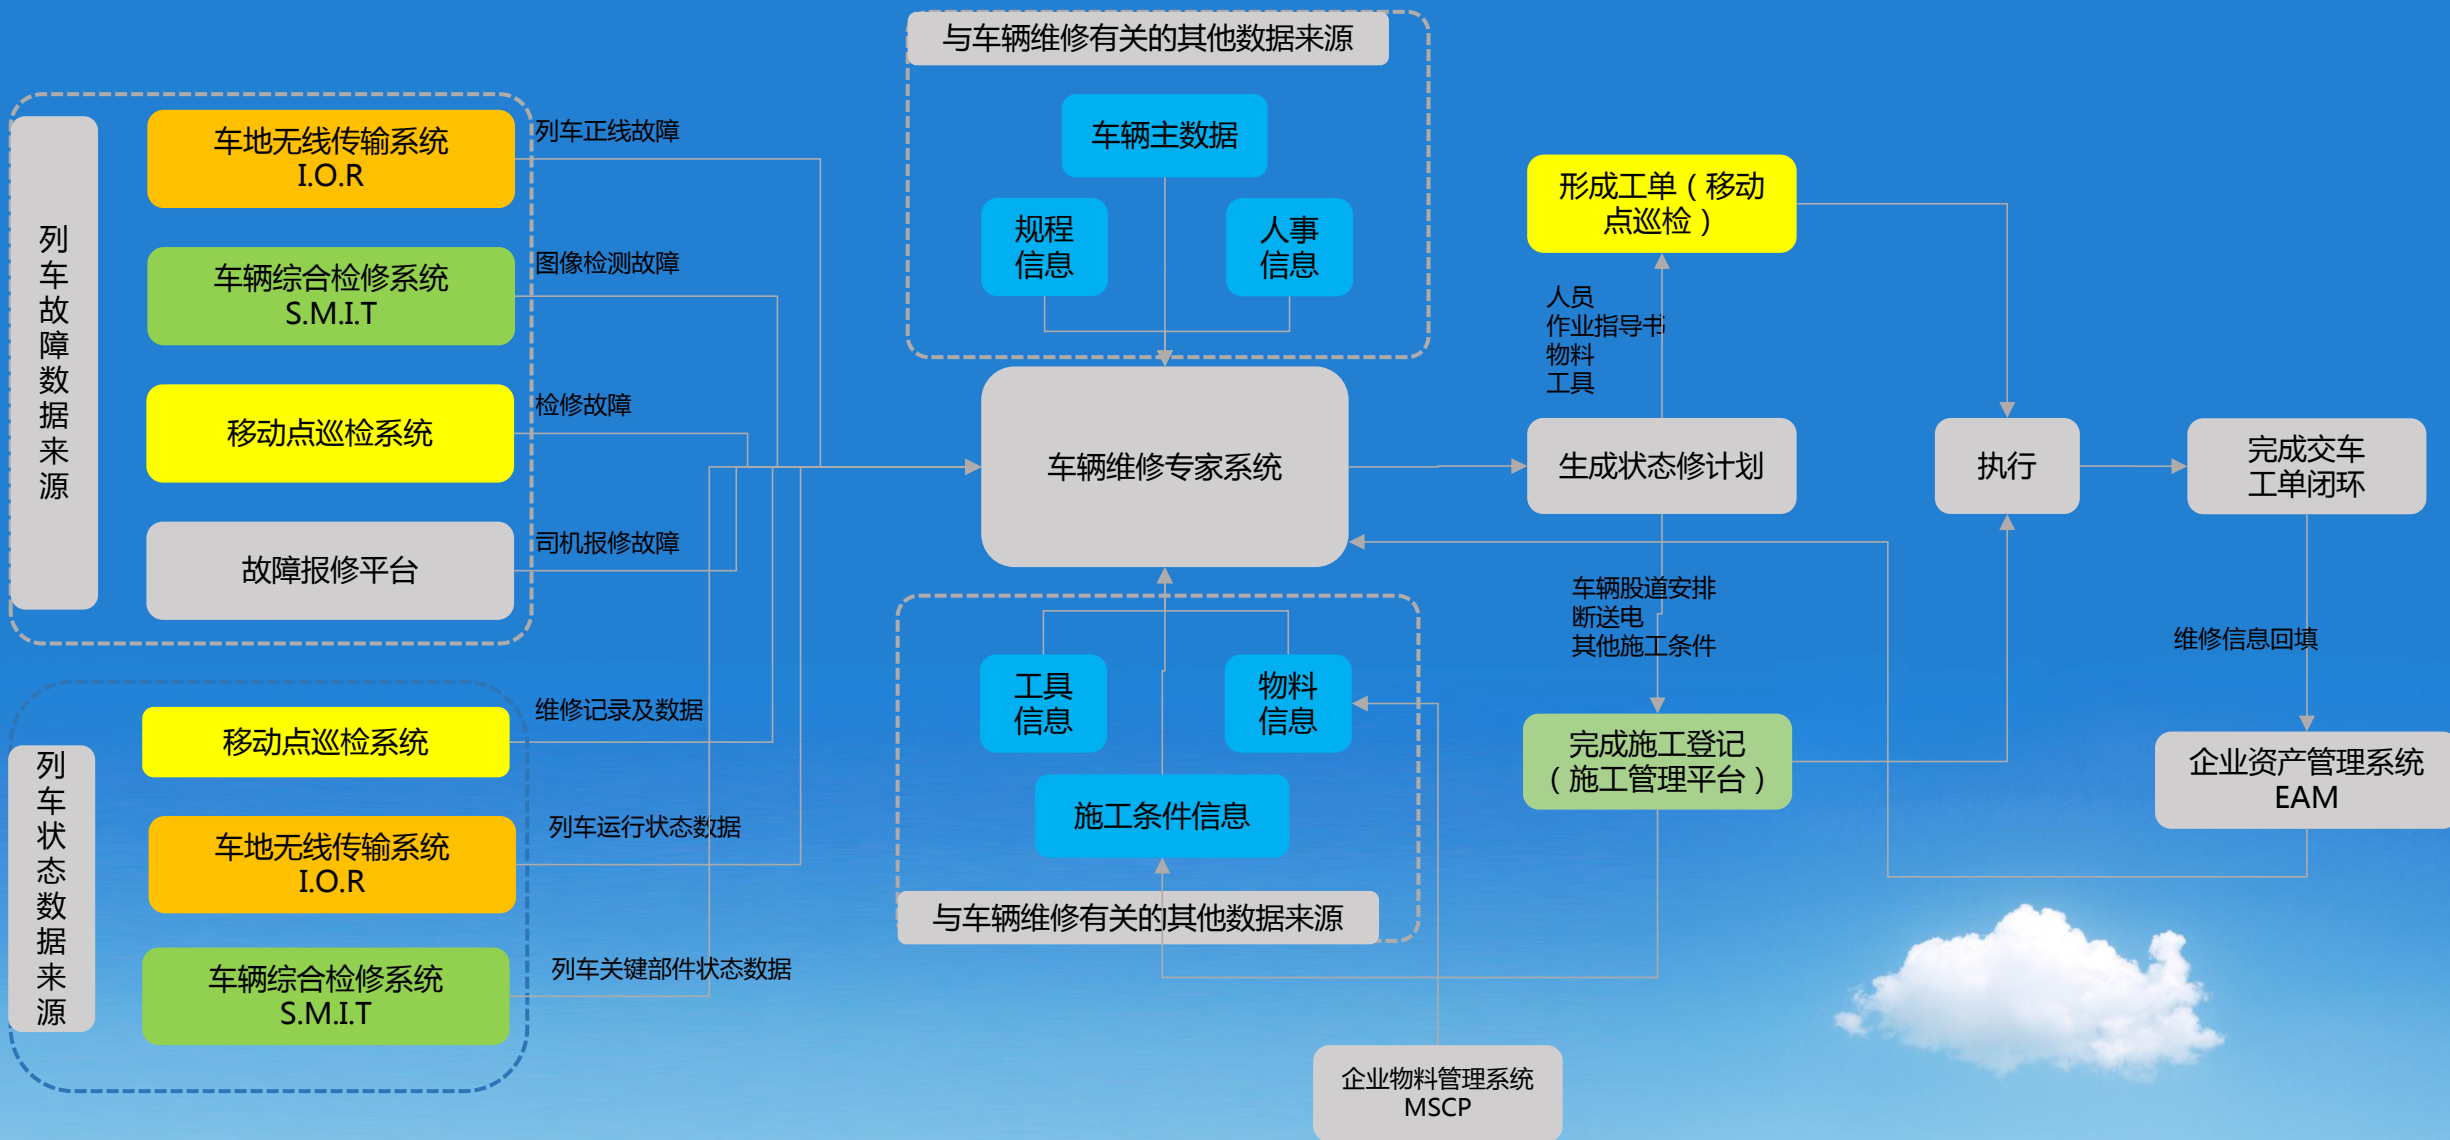 与车辆维修有关的其他数据来源
车辆主数据
规程
信息
人事
信息
列车故障数据来源
车地无线传输系统
I.O.R
列车正线故障
车辆综合检修系统
S.M.I.T
图像检测故障
移动点巡检系统
检修故障
故障报修平台
司机报修故障
列车状态数据来源
移动点巡检系统
维修记录及数据
车地无线传输系统
I.O.R
列车运行状态数据
车辆综合检修系统
S.M.I.T
列车关键部件状态数据
车辆维修专家系统
工具
信息
物料
信息
施工条件信息
与车辆维修有关的其他数据来源
企业物料管理系统
MSCP
形成工单（移动
点巡检）
人员
作业指导书
物料
工具
生成状态修计划
车辆股道安排
断送电
其他施工条件
完成施工登记
（施工管理平台）
执行
完成交车
工单闭环
维修信息回填
企业资产管理系统
EAM